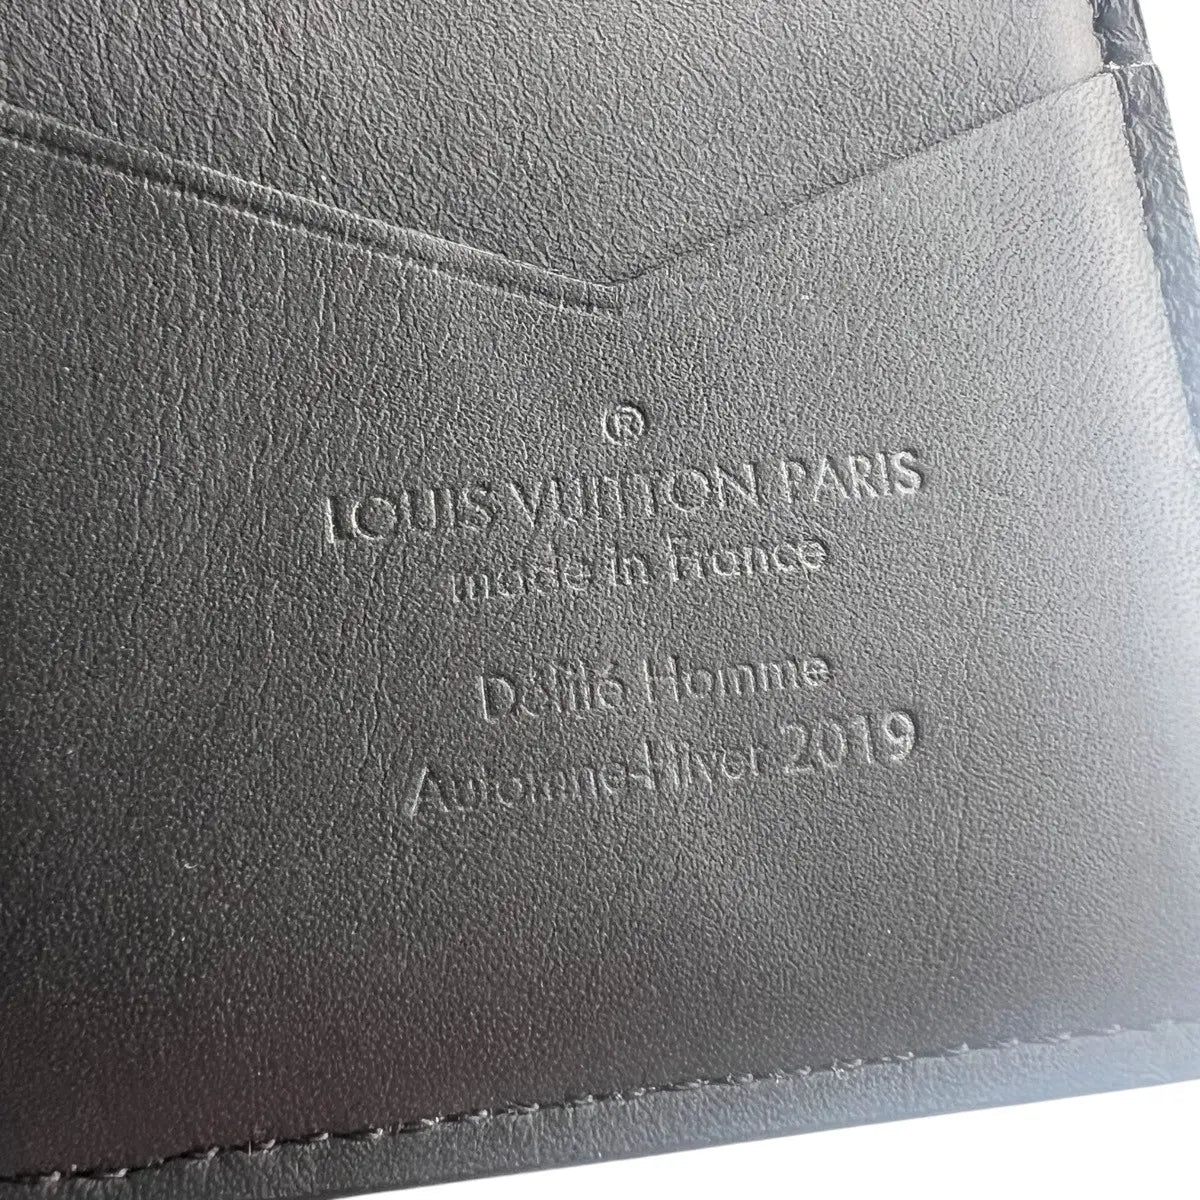 ®
LOUIS VUITTON PARIS
made in France
Défilé Homme
Automne-Hiver 2019